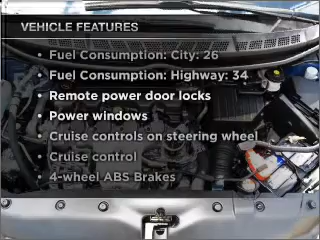 VEHICLE FEATURES
• Fuel Consumption: City: 26
• Fuel Consumption: Highway: 34
• Remote power door locks
• Power windows
• Cruise controls on steering wheel
• Cruise control
• 4-wheel ABS Brakes